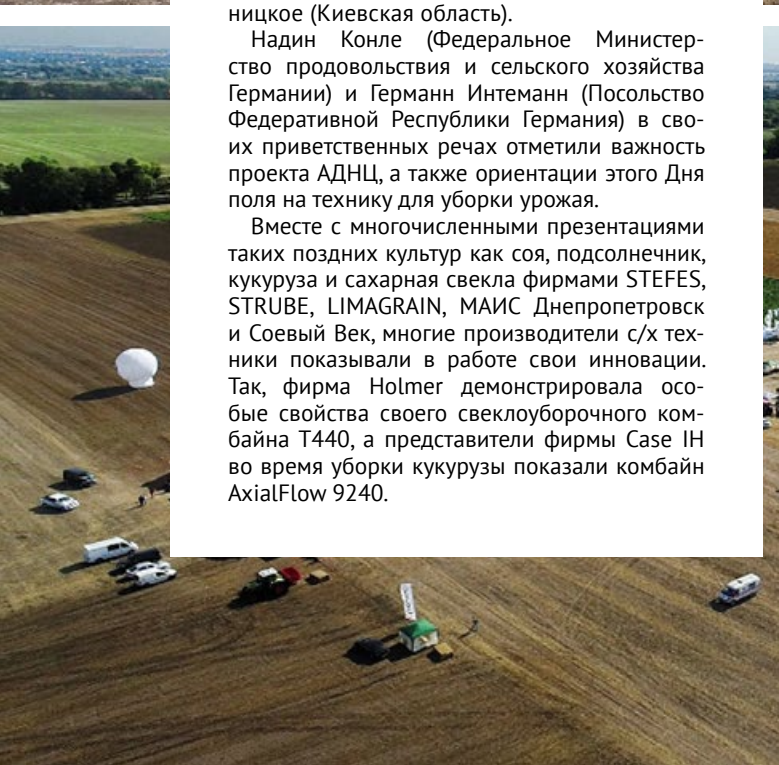 ницкое (Киевская область).
Надин Конле (Федеральное Министер-
ство продовольствия и сельского хозяйства
Германии) и Германн Интеманн (Посольство
Федеративной Республики Германия) в сво-
их приветственных речах отметили важность
проекта АДНЦ, а также ориентации этого Дня
поля на технику для уборки урожая.
Вместе с многочисленными презентациями
таких поздних культур как соя, подсолнечник,
кукуруза и сахарная свекла фирмами STEFES,
STRUBE, LIMAGRAIN, МАИС Днепропетровск
и Соевый Век, многие производители с/х тех-
ники показывали в работе свои инновации.
Так, фирма Holmer демонстрировала осо-
бые свойства своего свеклоуборочного ком-
байна Т440, а представители фирмы Case IH
во время уборки кукурузы показали комбайн
AxialFlow 9240.